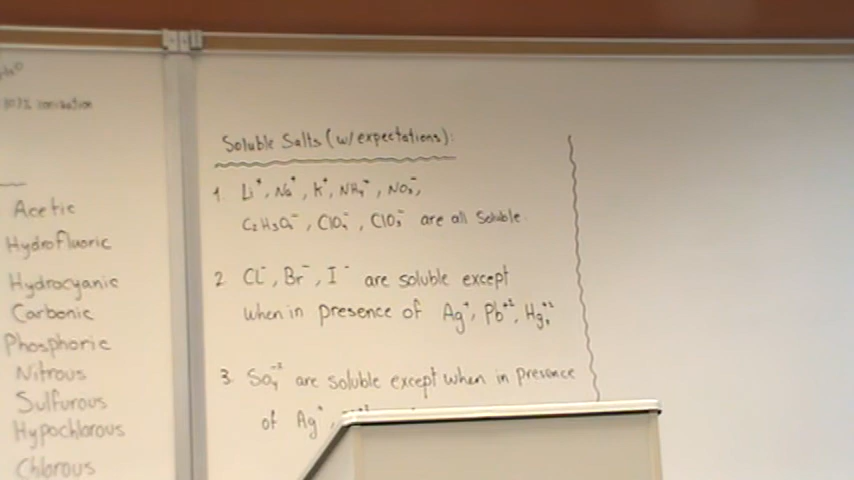 10% ionization
Acetic
Hydrofluoric
Hydrocyanic
Carbonic
Phosphoric
Nitrous
Sulfurous
Hypochlorous
Chlorous
Soluble Salts (w/expectations):
1. Li⁺, Na⁺, K⁺, NH₄⁺, NO₃⁻,
C₂H₃O₂⁻, ClO₄⁻, ClO₃⁻ are all soluble.
2 Cl⁻, Br⁻, I⁻ are soluble except
when in presence of Ag⁺, Pb⁺², Hg₂⁺²
3. SO₄⁻² are soluble except when in presence
of Ag⁺,